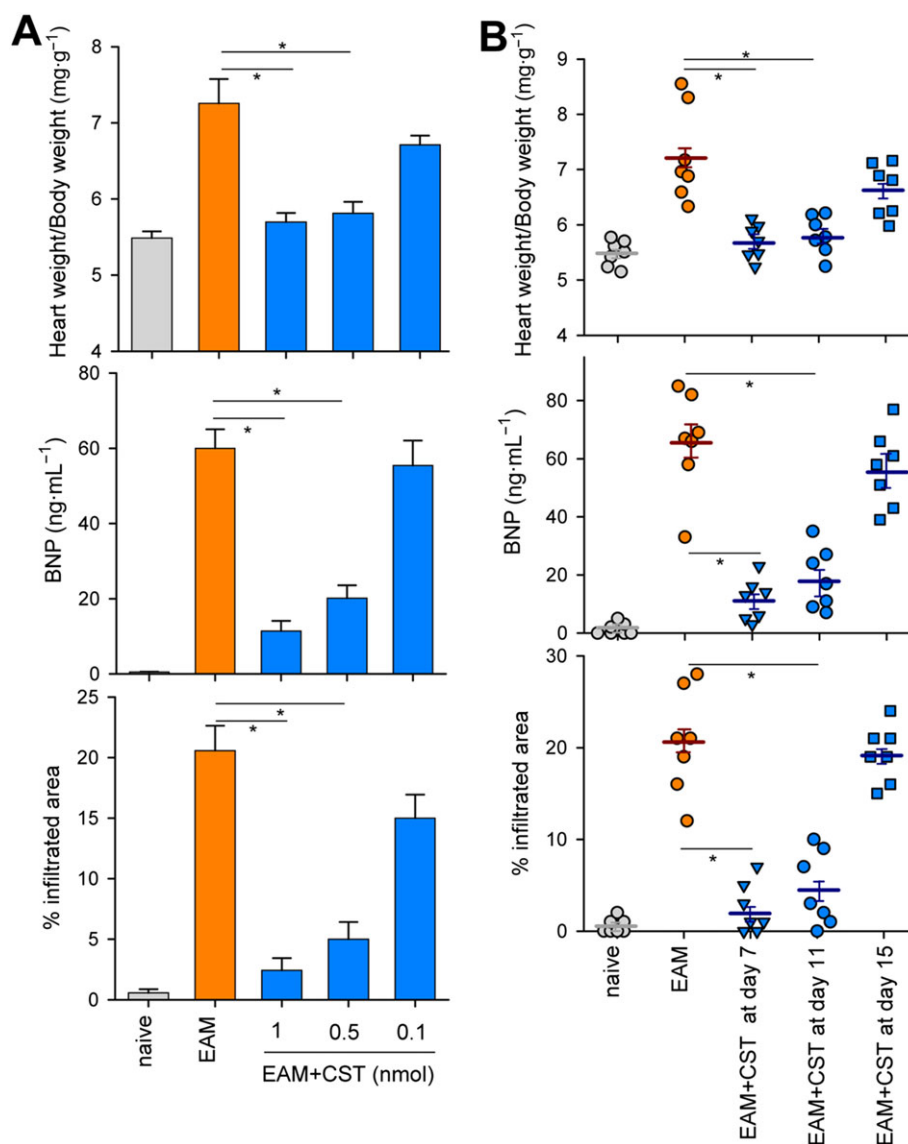 A
Heart weight/Body weight (mg·g⁻¹)
8
7
6
5
4
*
*
BNP (ng·mL⁻¹)
80
60
40
20
0
*
*
% infiltrated area
25
20
15
10
5
0
*
*
naive
EAM
1
0.5
0.1
EAM+CST (nmol)
B
Heart weight/Body weight (mg·g⁻¹)
9
8
7
6
5
4
*
*
BNP (ng·mL⁻¹)
80
60
40
20
0
*
*
% infiltrated area
30
20
10
0
*
*
naive
EAM
EAM+CST at day 7
EAM+CST at day 11
EAM+CST at day 15